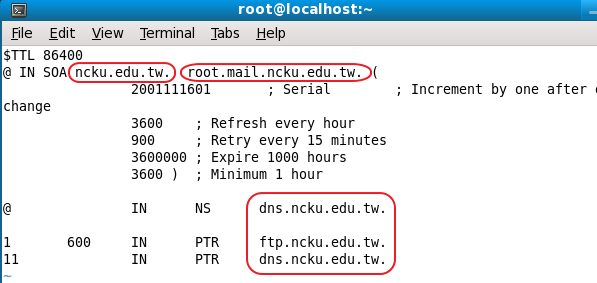 root@localhost:~
File Edit View Terminal Tabs Help
$TTL 86400
@ IN SOA ncku.edu.tw. root.mail.ncku.edu.tw. (
2001111601 ; Serial ; Increment by one after
change
3600 ; Refresh every hour
900 ; Retry every 15 minutes
3600000 ; Expire 1000 hours
3600 ) ; Minimum 1 hour
@ IN NS dns.ncku.edu.tw.
1 600 IN PTR ftp.ncku.edu.tw.
11 IN PTR dns.ncku.edu.tw.
~